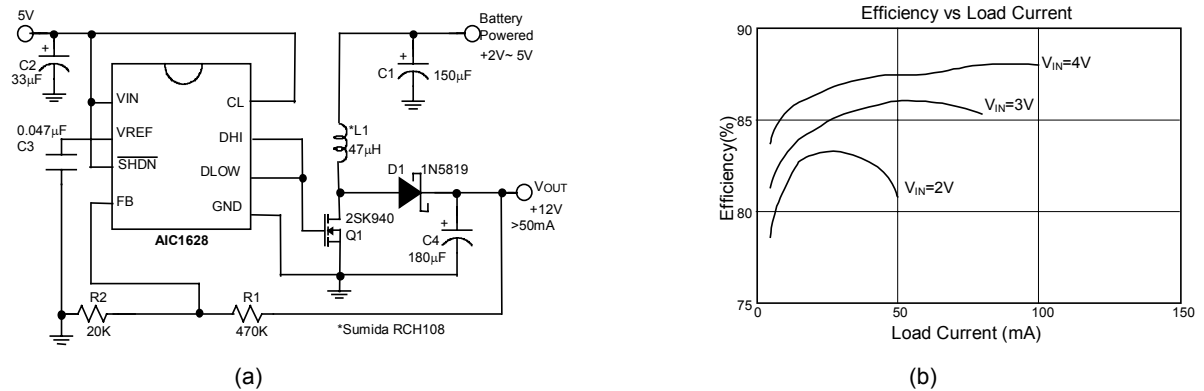 5V
C2
33μF
0.047μF
C3
VIN
VREF
SHDN
FB
CL
DHI
DLOW
GND
AIC1628
Battery
Powered
+2V~ 5V
C1
150μF
*L1
47μH
D1
1N5819
VOUT
+12V
>50mA
2SK940
Q1
C4
180μF
R2
20K
R1
470K
*Sumida RCH108
(a)
Efficiency vs Load Current
Efficiency(%)
90
85
80
75
VIN=4V
VIN=3V
VIN=2V
0
50
100
150
Load Current (mA)
(b)